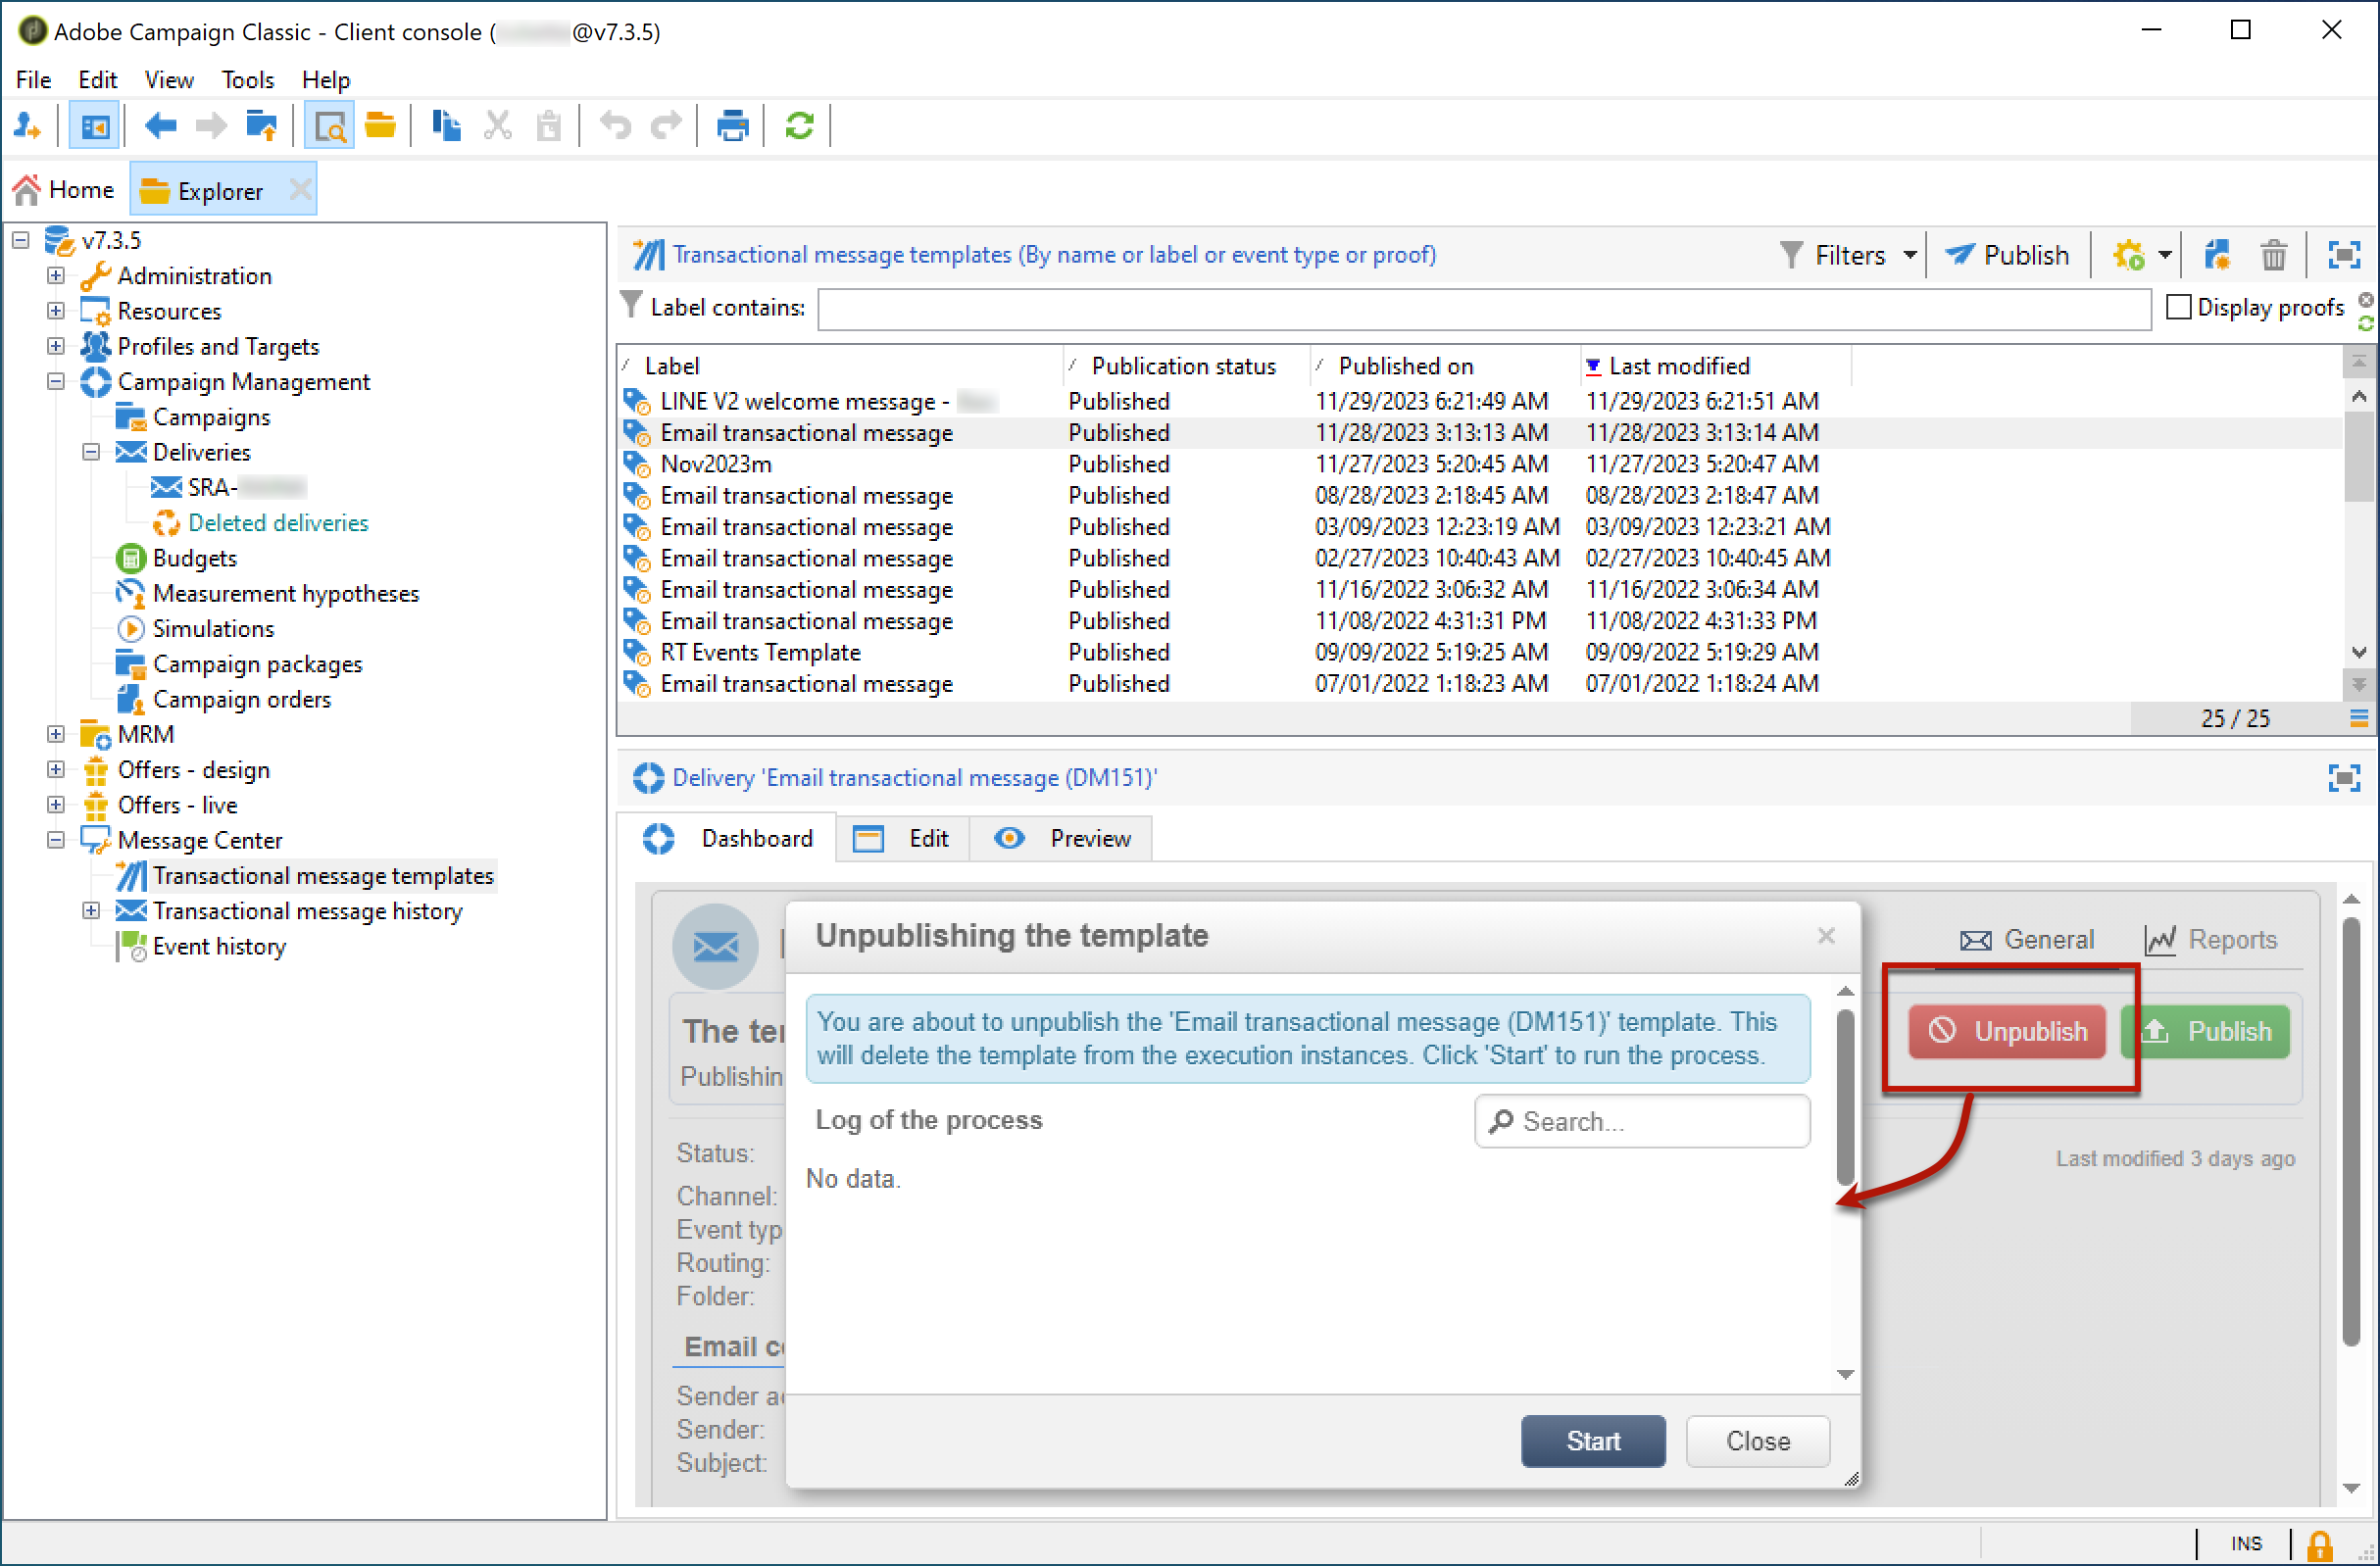 Adobe Campaign Classic - Client console (@v7.3.5)
File Edit View Tools Help
Home Explorer
v7.3.5
Administration
Resources
Profiles and Targets
Campaign Management
Campaigns
Deliveries
SRA-
Deleted deliveries
Budgets
Measurement hypotheses
Simulations
Campaign packages
Campaign orders
MRM
Offers - design
Offers - live
Message Center
Transactional message templates
Transactional message history
Event history
Transactional message templates (By name or label or event type or proof) Filters Publish
Label contains: Display proofs
Label Publication status Published on Last modified
LINE V2 welcome message - Published 11/29/2023 6:21:49 AM 11/29/2023 6:21:51 AM
Email transactional message Published 11/28/2023 3:13:13 AM 11/28/2023 3:13:14 AM
Nov2023m Published 11/27/2023 5:20:45 AM 11/27/2023 5:20:47 AM
Email transactional message Published 08/28/2023 2:18:45 AM 08/28/2023 2:18:47 AM
Email transactional message Published 03/09/2023 12:23:19 AM 03/09/2023 12:23:21 AM
Email transactional message Published 02/27/2023 10:40:43 AM 02/27/2023 10:40:45 AM
Email transactional message Published 11/16/2022 3:06:32 AM 11/16/2022 3:06:34 AM
Email transactional message Published 11/08/2022 4:31:31 PM 11/08/2022 4:31:33 PM
RT Events Template Published 09/09/2022 5:19:25 AM 09/09/2022 5:19:29 AM
Email transactional message Published 07/01/2022 1:18:23 AM 07/01/2022 1:18:24 AM
25 / 25
Delivery 'Email transactional message (DM151)'
Dashboard Edit Preview
General Reports
The te
Publishin
Unpublish Publish
Last modified 3 days ago
Status:
Channel:
Event typ
Routing:
Folder:
Email c
Sender a
Sender:
Subject:
Unpublishing the template
You are about to unpublish the 'Email transactional message (DM151)' template. This
will delete the template from the execution instances. Click 'Start' to run the process.
Log of the process Search...
No data.
Start Close
INS